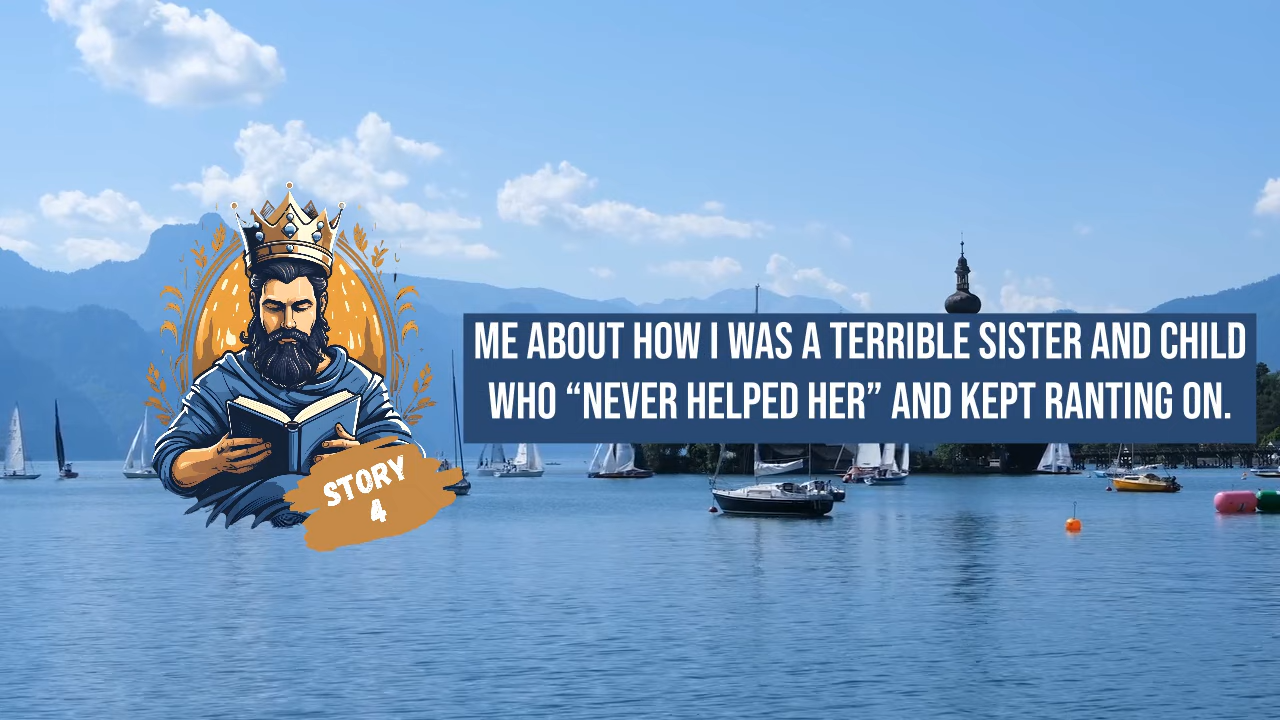 ME ABOUT HOW I WAS A TERRIBLE SISTER AND CHILD
WHO “NEVER HELPED HER” AND KEPT RANTING ON.
STORY
4